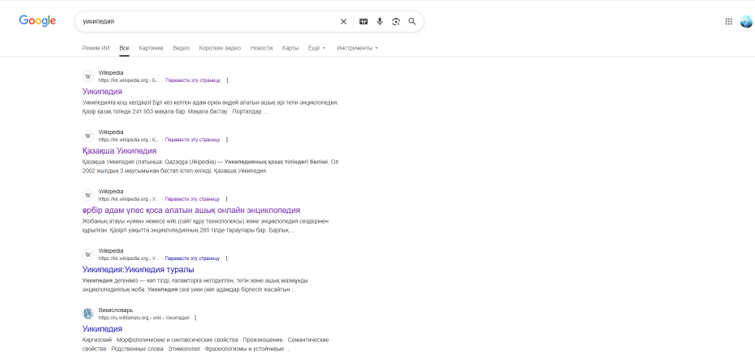 Google
уикипедия
Режим ИИ Все Картинки Видео Короткие видео Новости Карты Ещё Инструменты
Wikipedia
https://kk.wikipedia.org › Б... · Перевести эту страницу
Уикипедия
Уикипедияға қош келдіңіз! Бұл кез келген адам еркін өңдей алатын ашық әрі тегін энциклопедия.
Қазір қазақ тілінде 241 953 мақала бар. Мақала бастау · Порталдар ...
Wikipedia
https://kk.wikipedia.org › Қ... · Перевести эту страницу
Қазақша Уикипедия
Қазақша Уикипедия (латынша: Qazaqşa Uikipediia) — Уикипедияның қазақ тіліндегі бөлімі. Ол
2002 жылдың 3 маусымынан бастап істеп келеді. Қазақша Уикипедия.
Wikipedia
https://kk.wikipedia.org › У... · Перевести эту страницу
әрбір адам үлес қоса алатын ашық онлайн энциклопедия
Жобаның атауы «уики» немесе wiki (сайт құру технологиясы) және энциклопедия сөздерінен
құралған. Қазіргі уақытта энциклопедияның 285 тілде тараулары бар. Барлық...
Wikipedia
https://kk.wikipedia.org › У... · Перевести эту страницу
Уикипедия:Уикипедия туралы
Уикипедия дегеніміз — көп тілді, негізделген, тегін және ашық мазмұнды
энциклопедиялық жоба. Уикипедия сөзі уики (көп адамдар бірлесіп жасайтын ...
Викисловарь
https://ru.wiktionary.org › wiki › Уикипедия
Уикипедия
Киргизский · Морфологические и синтаксические свойства · Произношение · Семантические
свойства · Родственные слова · Этимология · Фразеологизмы и устойчивые ...